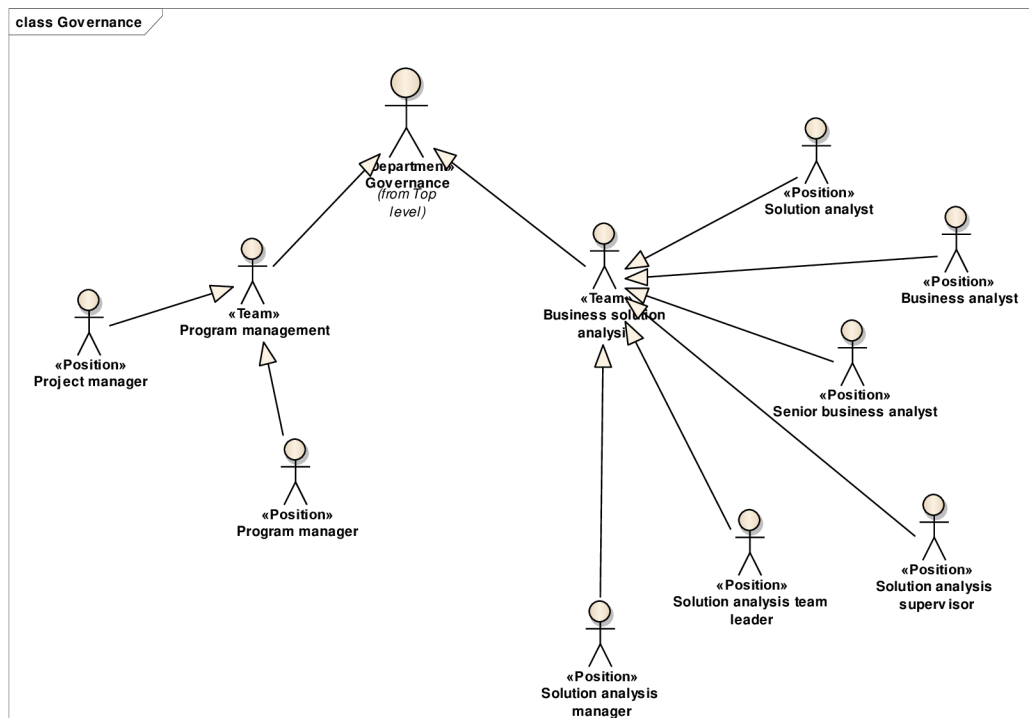 class Governance
«Department»
Governance
(from Top
level)
«Position»
Solution analyst
«Position»
Business analyst
«Team»
Program management
«Team»
Business solution
analysis
«Position»
Project manager
«Position»
Senior business analyst
«Position»
Program manager
«Position»
Solution analysis team
leader
«Position»
Solution analysis
supervisor
«Position»
Solution analysis
manager